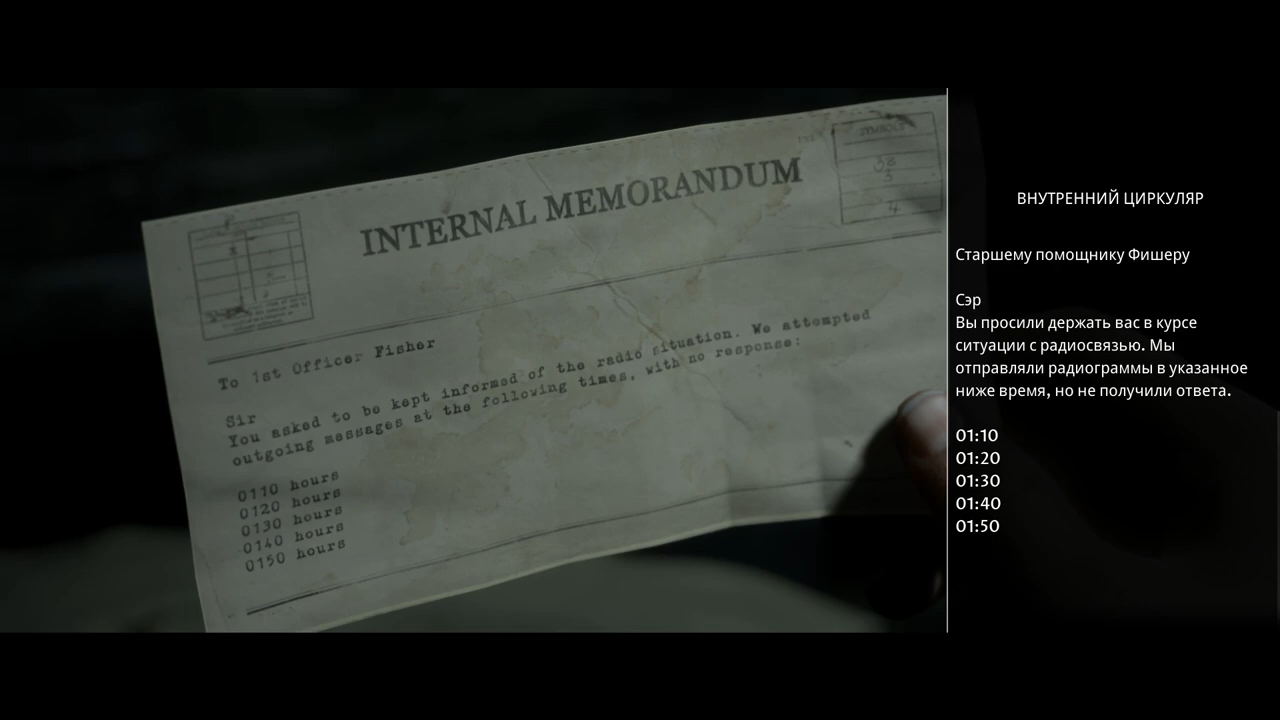 INTERNAL MEMORANDUM
SYMBOLS
To 1st Officer Fisher
Sir
You asked to be kept informed of the radio situation. We attempted
outgoing messages at the following times, with no response:
0110 hours
0120 hours
0130 hours
0140 hours
0150 hours
ВНУТРЕННИЙ ЦИРКУЛЯР
Старшему помощнику Фишеру
Сэр
Вы просили держать вас в курсе
ситуации с радиосвязью. Мы
отправляли радиограммы в указанное
ниже время, но не получили ответа.
01:10
01:20
01:30
01:40
01:50